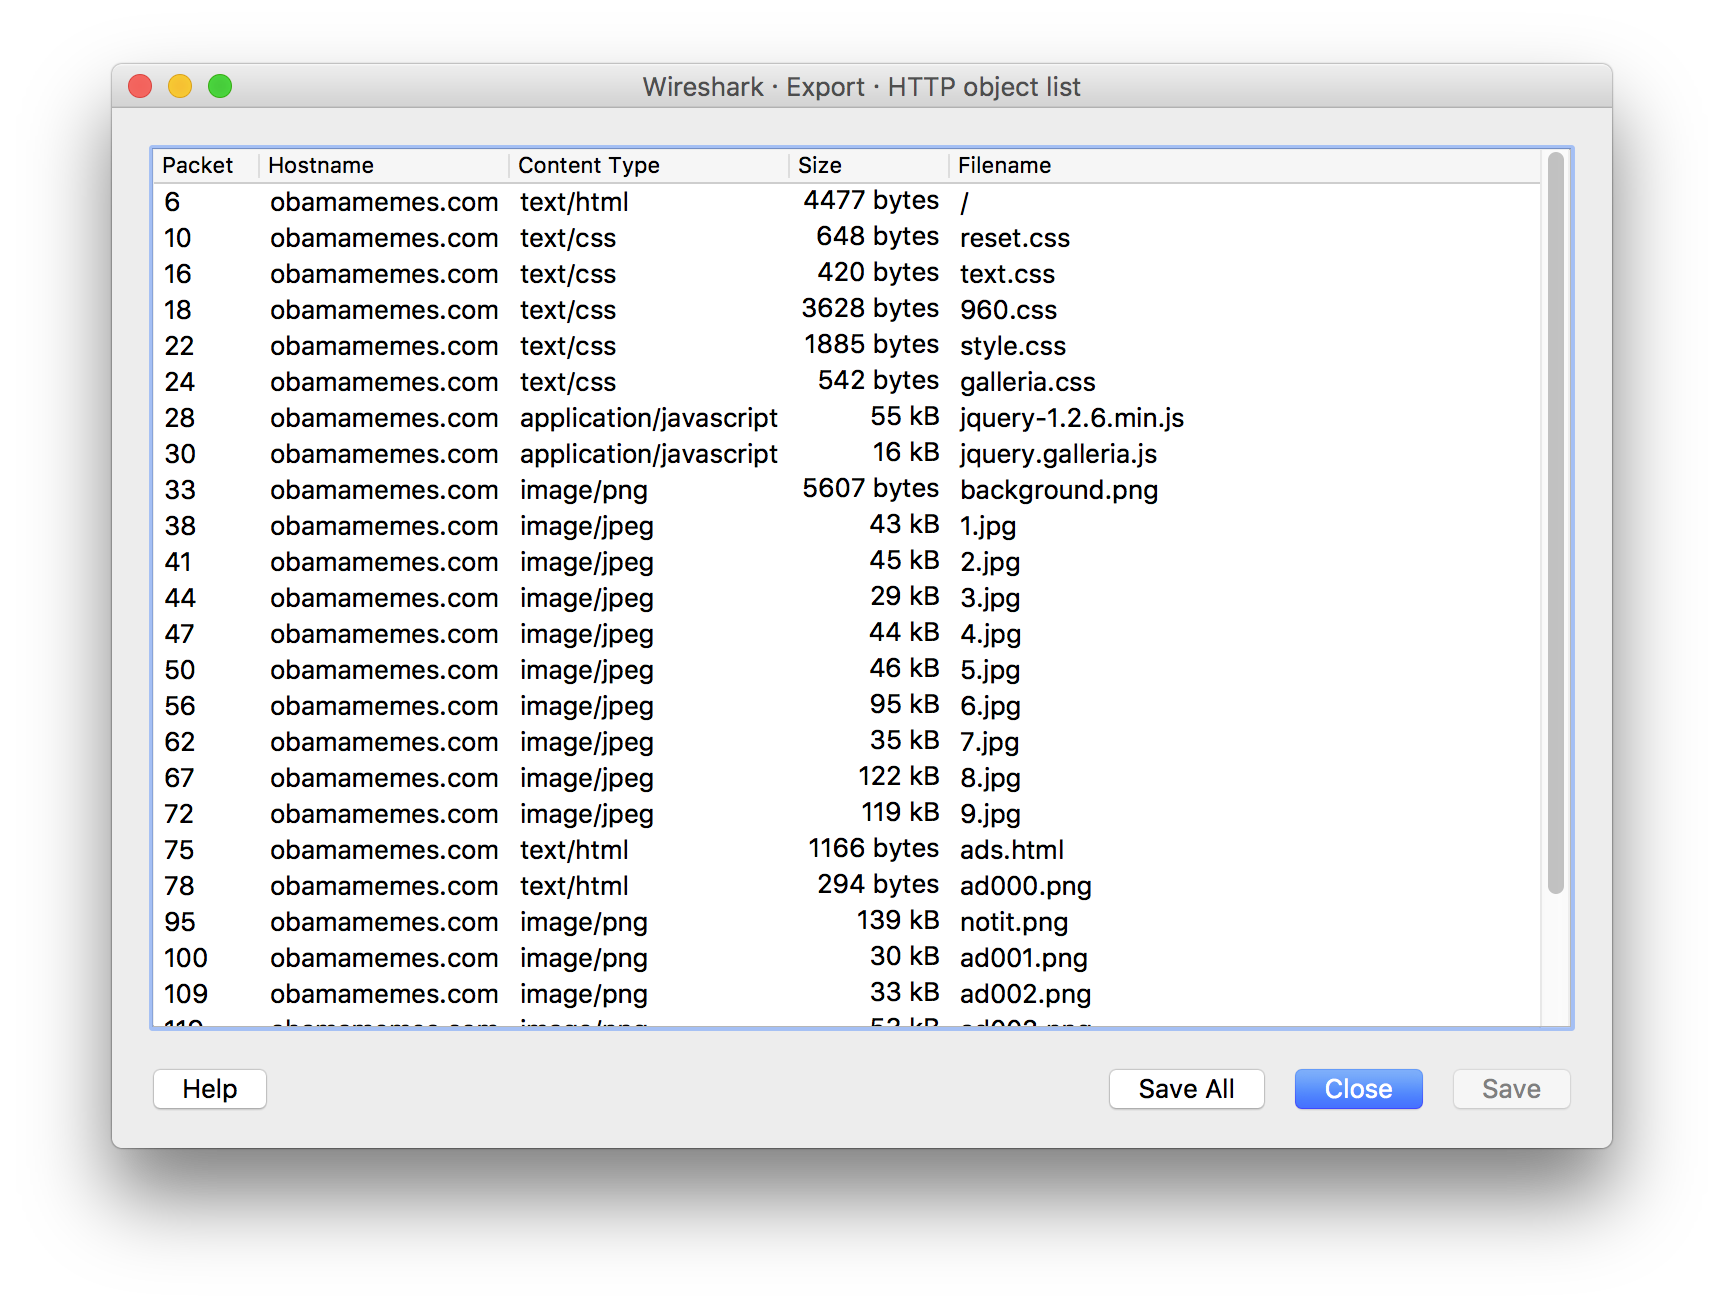 Wireshark · Export · HTTP object list
Packet Hostname Content Type Size Filename
6 obamamemes.com text/html 4477 bytes /
10 obamamemes.com text/css 648 bytes reset.css
16 obamamemes.com text/css 420 bytes text.css
18 obamamemes.com text/css 3628 bytes 960.css
22 obamamemes.com text/css 1885 bytes style.css
24 obamamemes.com text/css 542 bytes galleria.css
28 obamamemes.com application/javascript 55 kB jquery-1.2.6.min.js
30 obamamemes.com application/javascript 16 kB jquery.galleria.js
33 obamamemes.com image/png 5607 bytes background.png
38 obamamemes.com image/jpeg 43 kB 1.jpg
41 obamamemes.com image/jpeg 45 kB 2.jpg
44 obamamemes.com image/jpeg 29 kB 3.jpg
47 obamamemes.com image/jpeg 44 kB 4.jpg
50 obamamemes.com image/jpeg 46 kB 5.jpg
56 obamamemes.com image/jpeg 95 kB 6.jpg
62 obamamemes.com image/jpeg 35 kB 7.jpg
67 obamamemes.com image/jpeg 122 kB 8.jpg
72 obamamemes.com image/jpeg 119 kB 9.jpg
75 obamamemes.com text/html 1166 bytes ads.html
78 obamamemes.com text/html 294 bytes ad000.png
95 obamamemes.com image/png 139 kB notit.png
100 obamamemes.com image/png 30 kB ad001.png
109 obamamemes.com image/png 33 kB ad002.png
obamamemes.com image/png
Help Save All Close Save